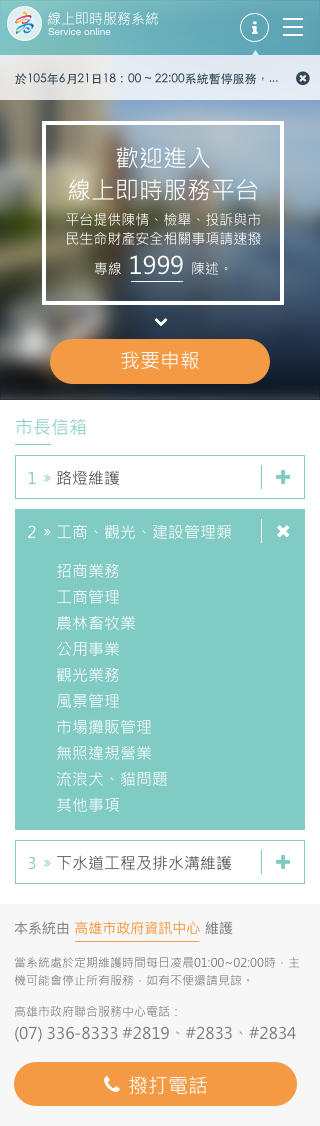 線上即時服務系統
Service online
於105年6月21日18：00 ~ 22:00系統暫停服務，...
歡迎進入
線上即時服務平台
平台提供陳情、檢舉、投訴與市
民生命財產安全相關事項請速撥
專線 1999 陳述。
我要申報
市長信箱
1 » 路燈維護
2 » 工商、觀光、建設管理類
招商業務
工商管理
農林畜牧業
公用事業
觀光業務
風景管理
市場攤販管理
無照違規營業
流浪犬、貓問題
其他事項
3 » 下水道工程及排水溝維護
本系統由 高雄市政府資訊中心 維護
當系統處於定期維護時間每日凌晨01:00~02:00時，主
機可能會停止所有服務，如有不便還請見諒。
高雄市政府聯合服務中心電話：
(07) 336-8333 #2819、#2833、#2834
撥打電話